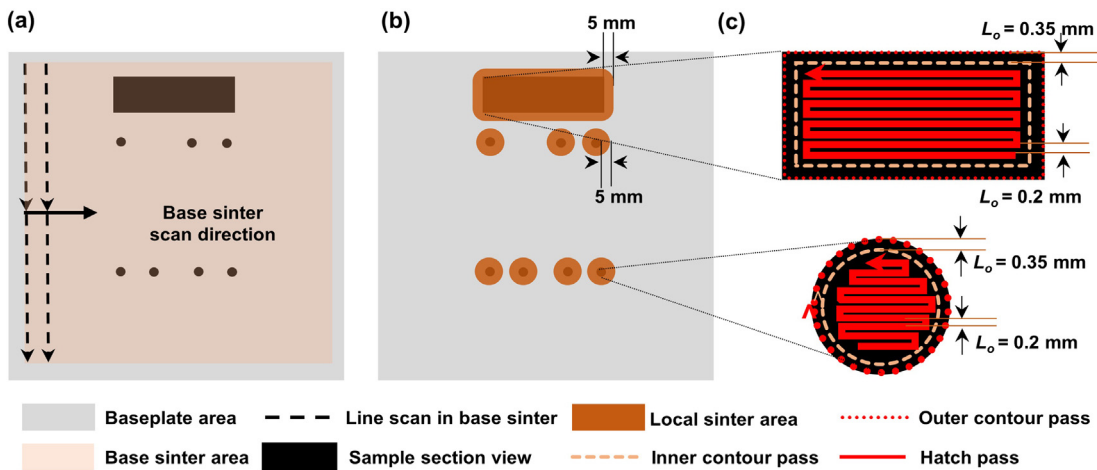 (a)
(b)
(c)
5 mm
Lo = 0.35 mm
5 mm
Lo = 0.2 mm
Base sinter
scan direction
Lo = 0.35 mm
Lo = 0.2 mm
Baseplate area
Line scan in base sinter
Local sinter area
Outer contour pass
Base sinter area
Sample section view
Inner contour pass
Hatch pass